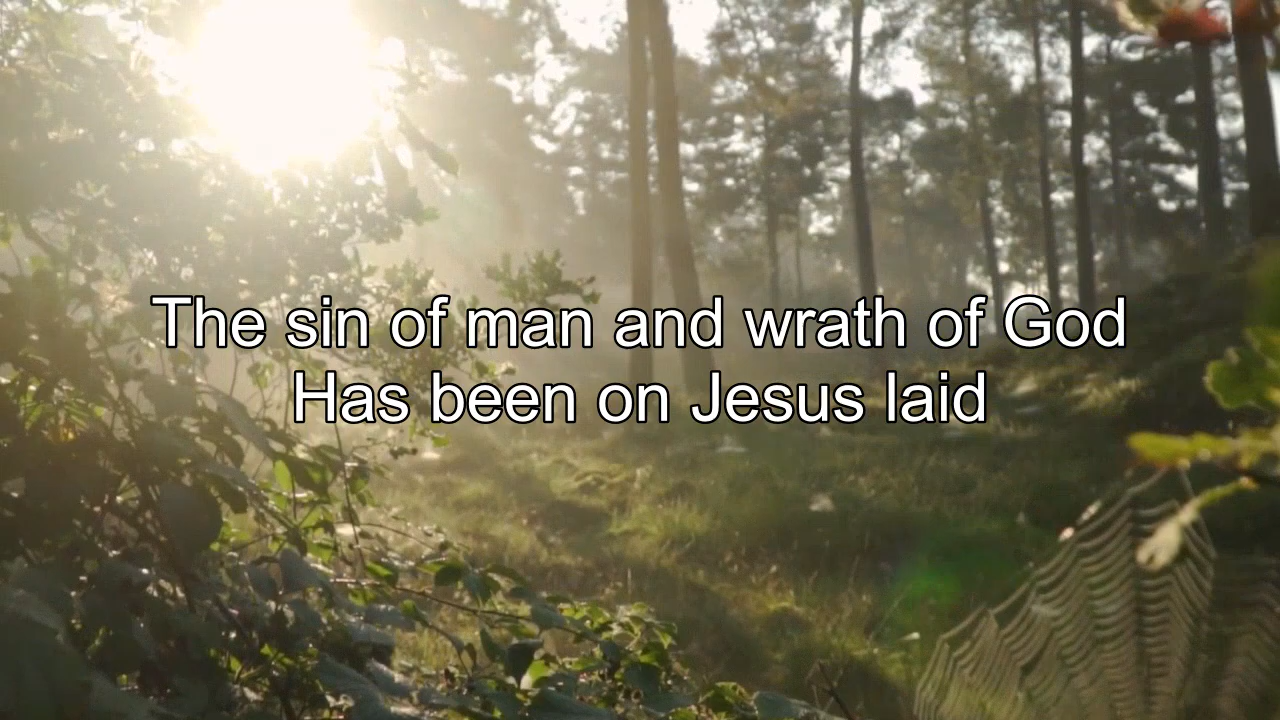 The sin of man and wrath of God
Has been on Jesus laid